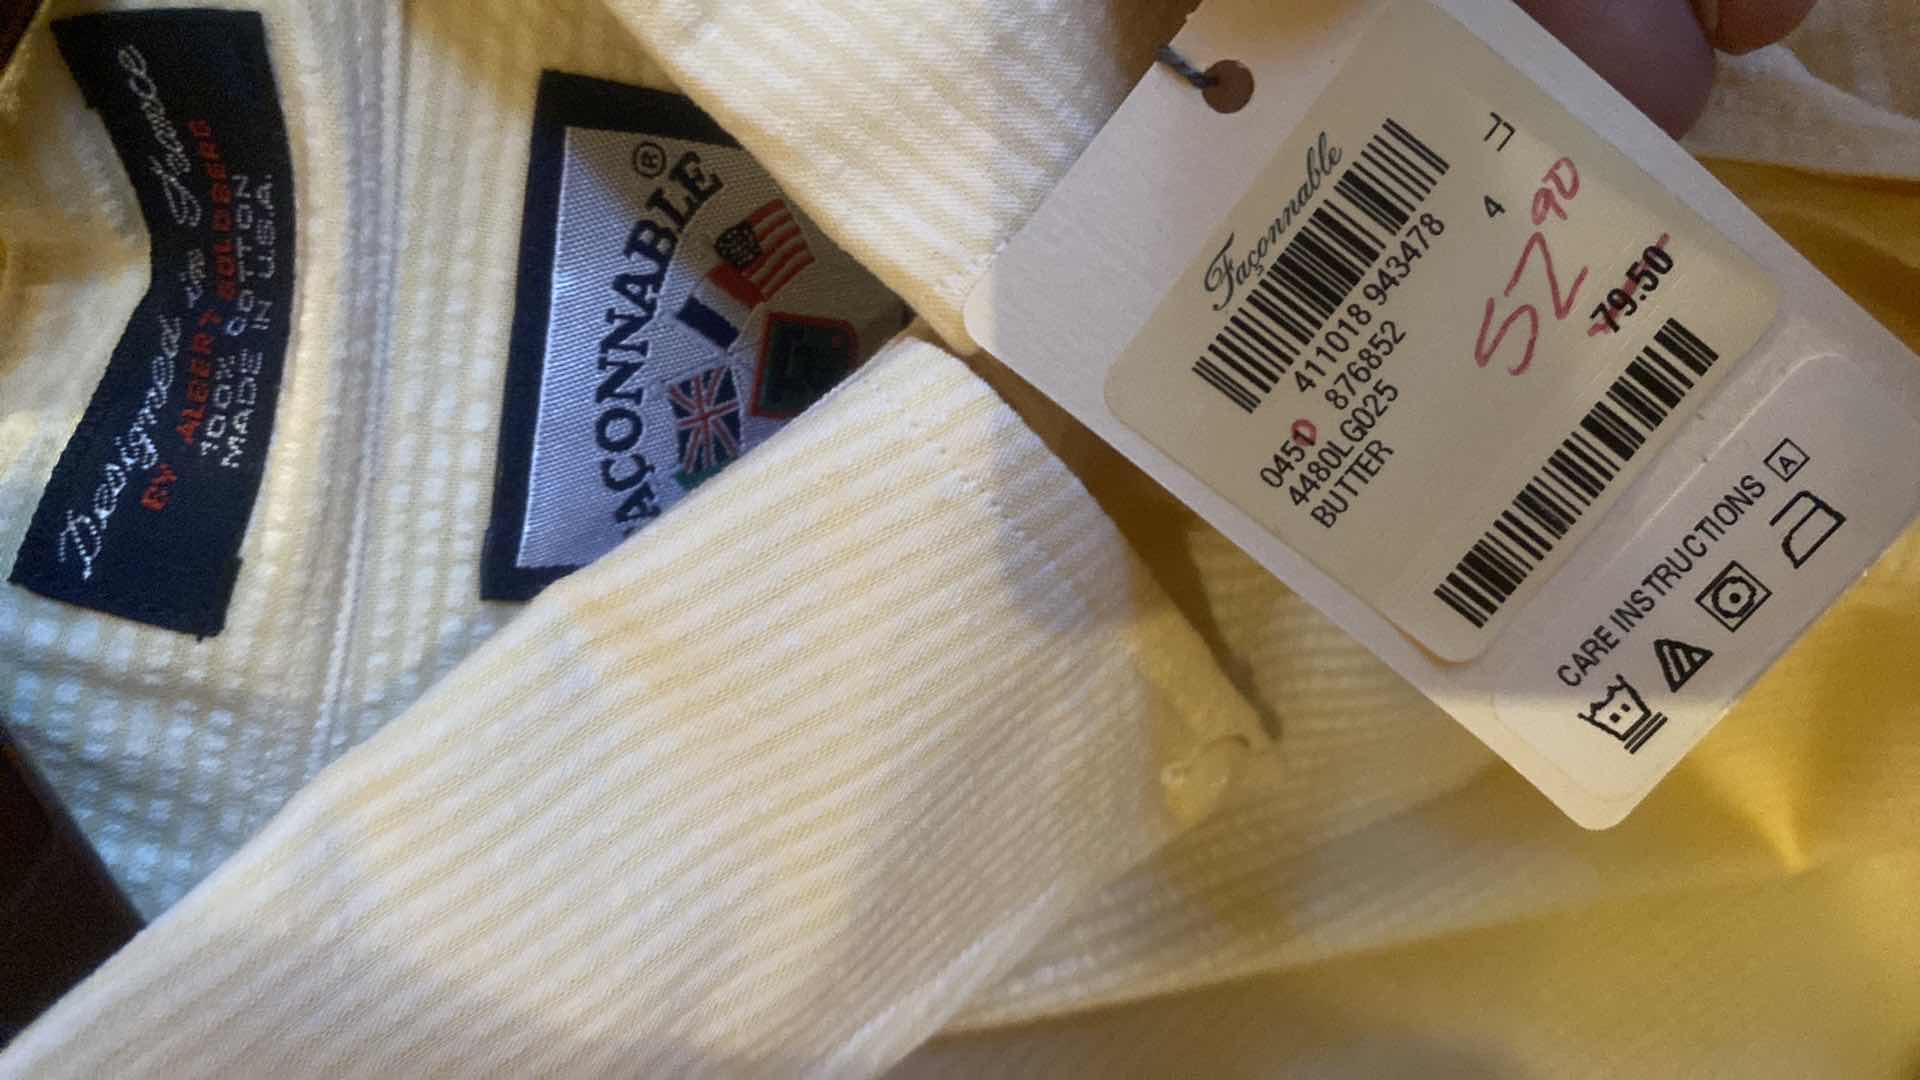 Designed in France
BY ALBERT GOLDBERG
100% COTTON
MADE IN U.S.A.
FAÇONNABLE®
Façonnable
77
411018 943478
4
52 90
0450 876852
79.50
4480LG025
BUTTER
CARE INSTRUCTIONS A